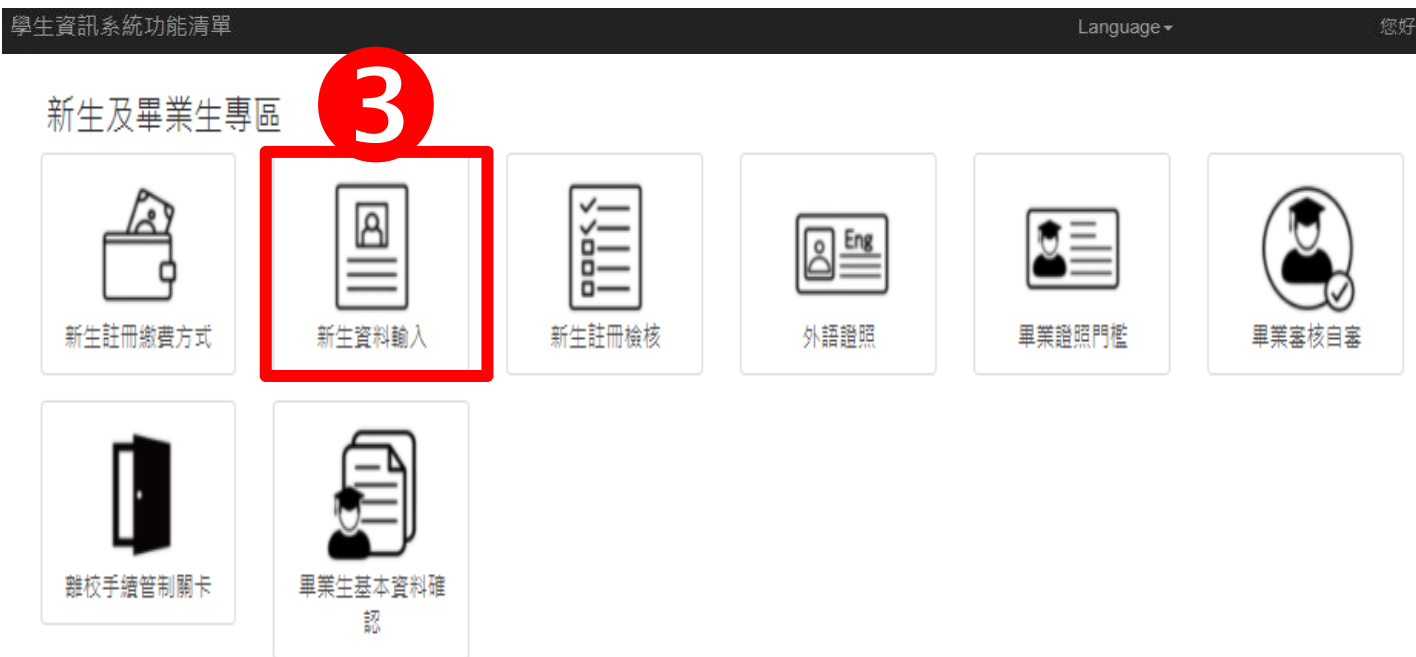 學生資訊系統功能清單 Language 您好
新生及畢業生專區
3
Eng
新生註冊繳費方式 新生資料輸入 新生註冊檢核 外語證照 畢業證照門檻 畢業審核自審
離校手續管制關卡 畢業生基本資料確
認